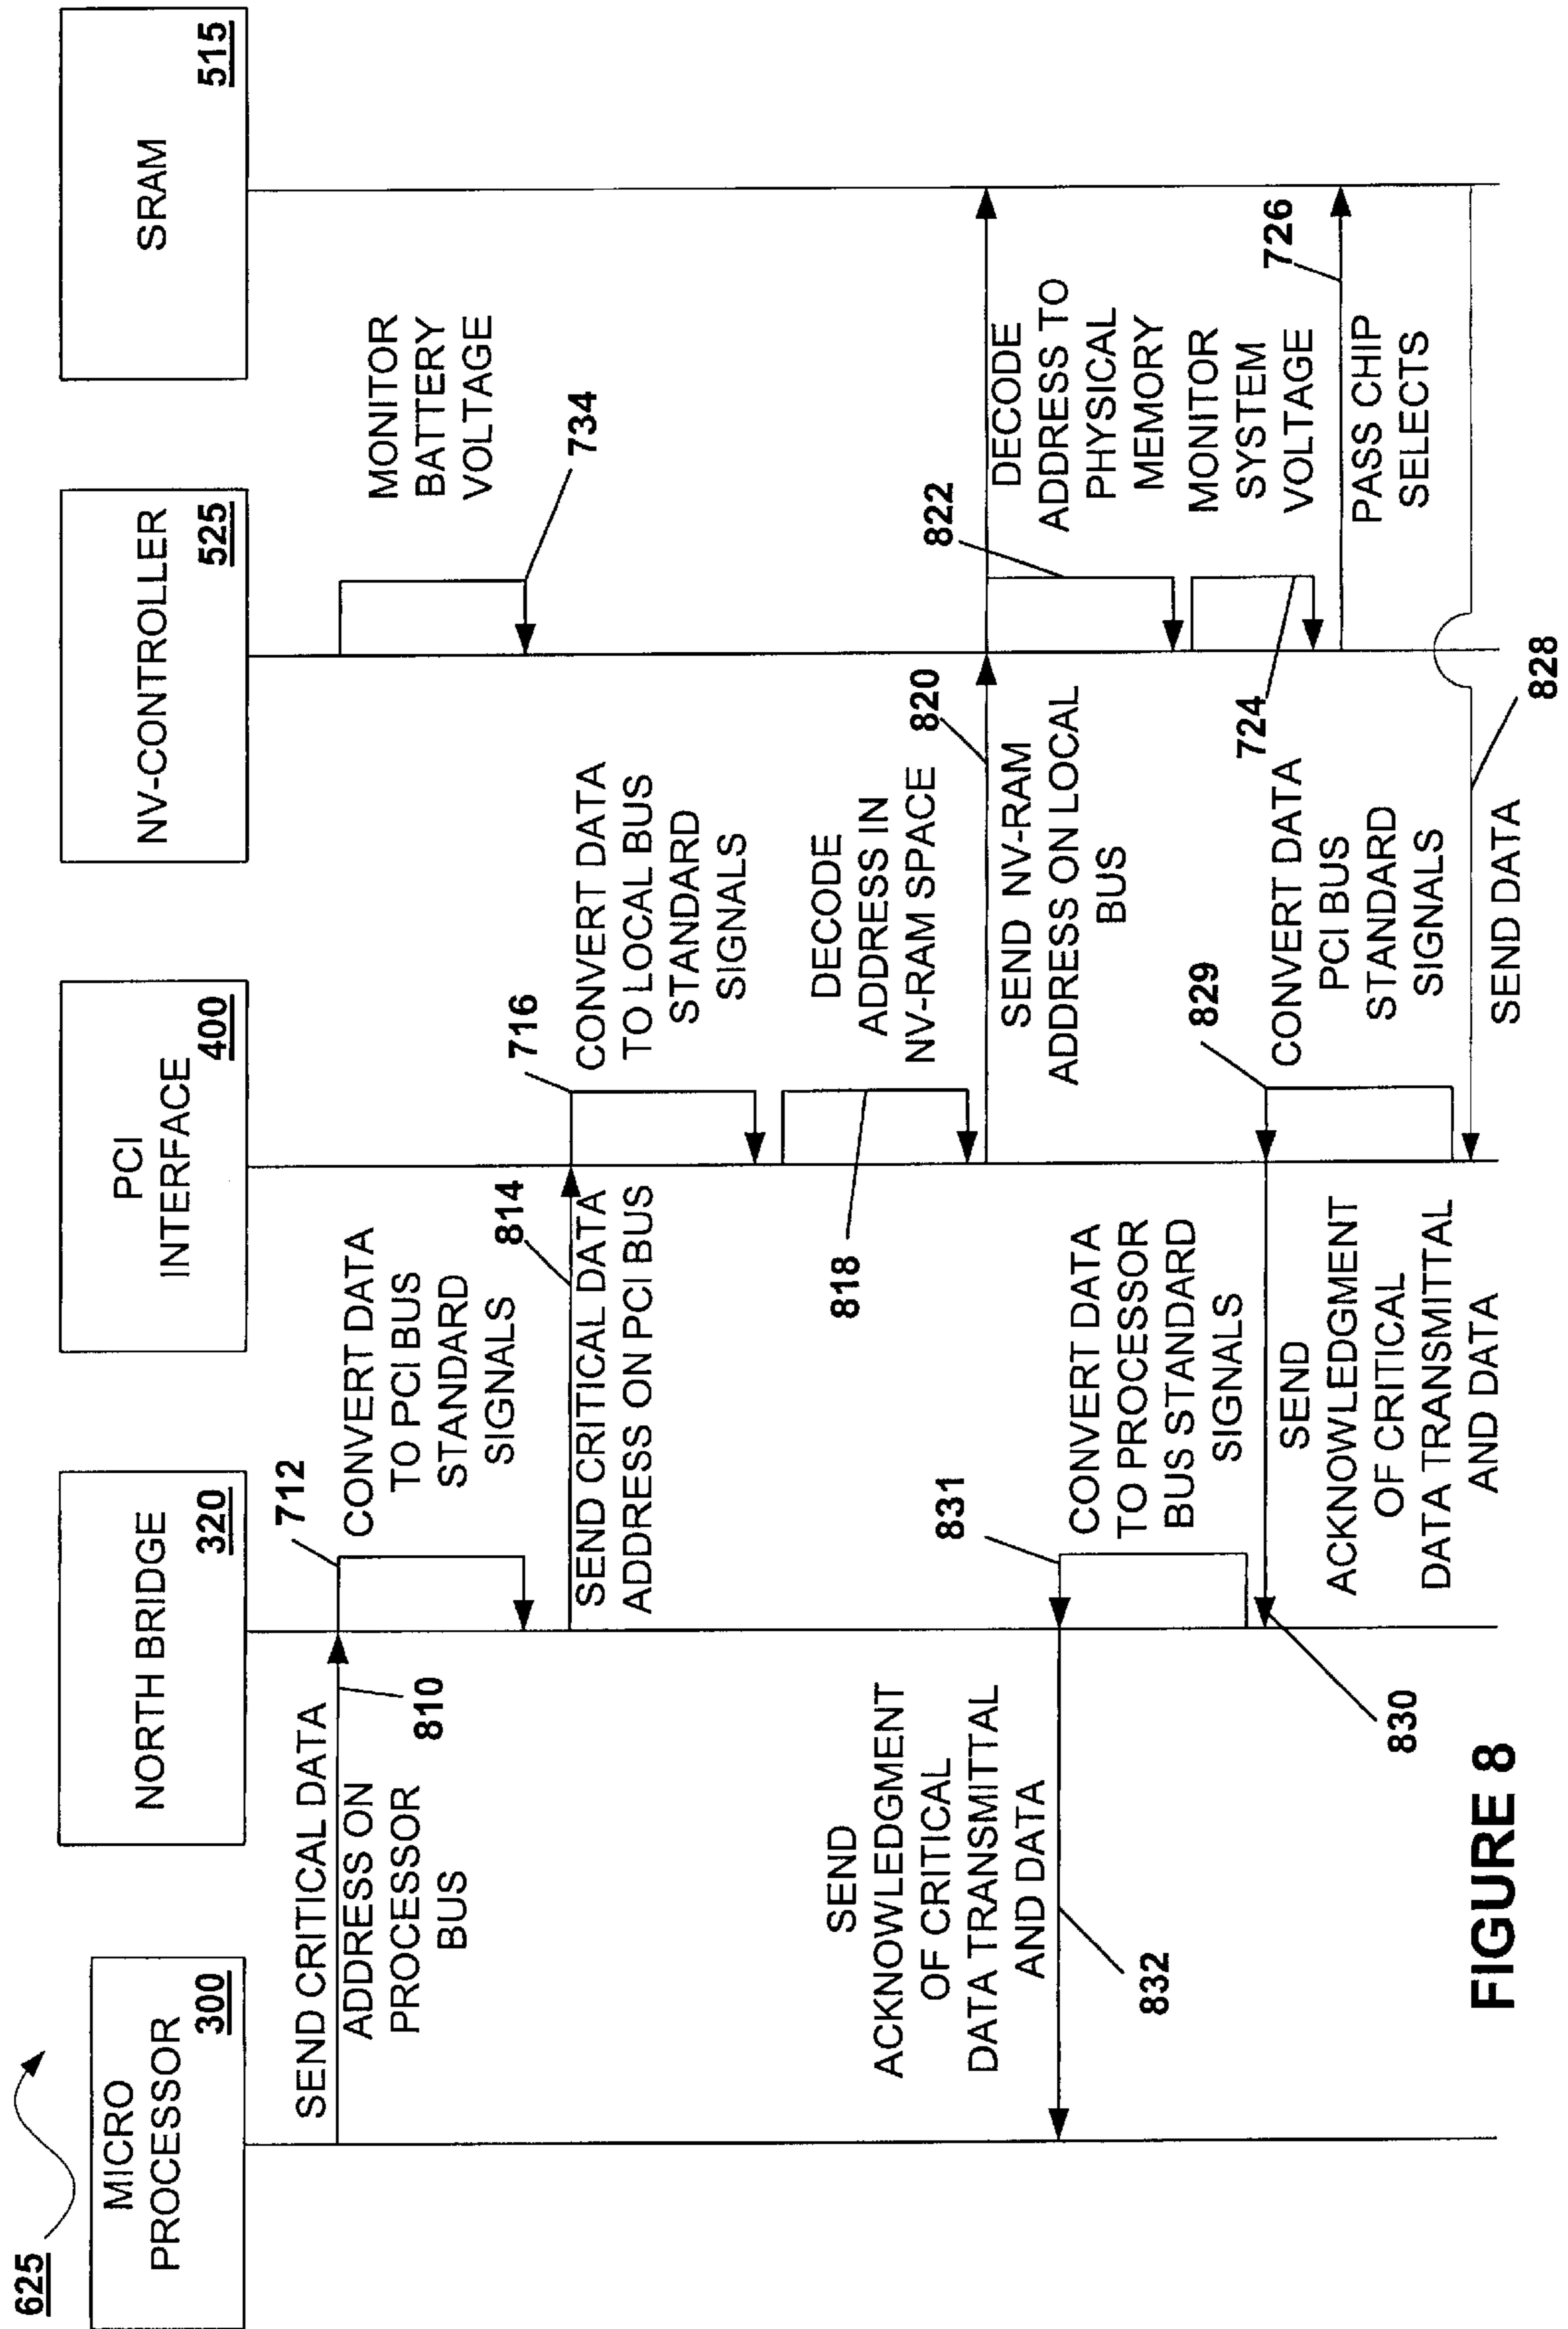 625
MICRO
PROCESSOR
300
NORTH BRIDGE
320
PCI
INTERFACE
400
NV-CONTROLLER
525
SRAM
515
SEND CRITICAL DATA
ADDRESS ON
PROCESSOR
BUS
810
712
CONVERT DATA
TO PCI BUS
STANDARD
SIGNALS
814
SEND CRITICAL DATA
ADDRESS ON PCI BUS
716
CONVERT DATA
TO LOCAL BUS
STANDARD
SIGNALS
MONITOR
BATTERY
VOLTAGE
734
818
DECODE
ADDRESS IN
NV-RAM SPACE
820
SEND NV-RAM
ADDRESS ON LOCAL
BUS
822
DECODE
ADDRESS TO
PHYSICAL
MEMORY
MONITOR
SYSTEM
VOLTAGE
724
726
PASS CHIP
SELECTS
828
SEND DATA
829
CONVERT DATA
PCI BUS
STANDARD
SIGNALS
SEND
ACKNOWLEDGMENT
OF CRITICAL
DATA TRANSMITTAL
AND DATA
830
831
CONVERT DATA
TO PROCESSOR
BUS STANDARD
SIGNALS
SEND
ACKNOWLEDGMENT
OF CRITICAL
DATA TRANSMITTAL
AND DATA
832
FIGURE 8